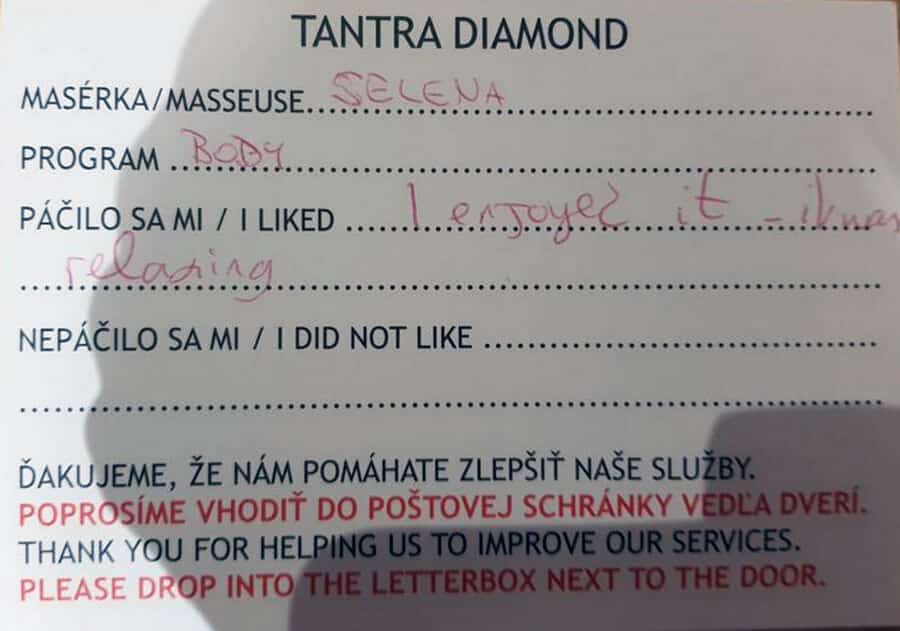 TANTRA DIAMOND
MASÉRKA/MASSEUSE...SELENA...
PROGRAM...BODY...
PÁČILO SA MI / I LIKED...I enjoyed it -
relaxing...
NEPÁČILO SA MI / I DID NOT LIKE...
ĎAKUJEME, ŽE NÁM POMÁHATE ZLEPŠIŤ NAŠE SLUŽBY.
POPROSÍME VHODIŤ DO POŠTOVEJ SCHRÁNKY VEDĽA DVERÍ.
THANK YOU FOR HELPING US TO IMPROVE OUR SERVICES.
PLEASE DROP INTO THE LETTERBOX NEXT TO THE DOOR.